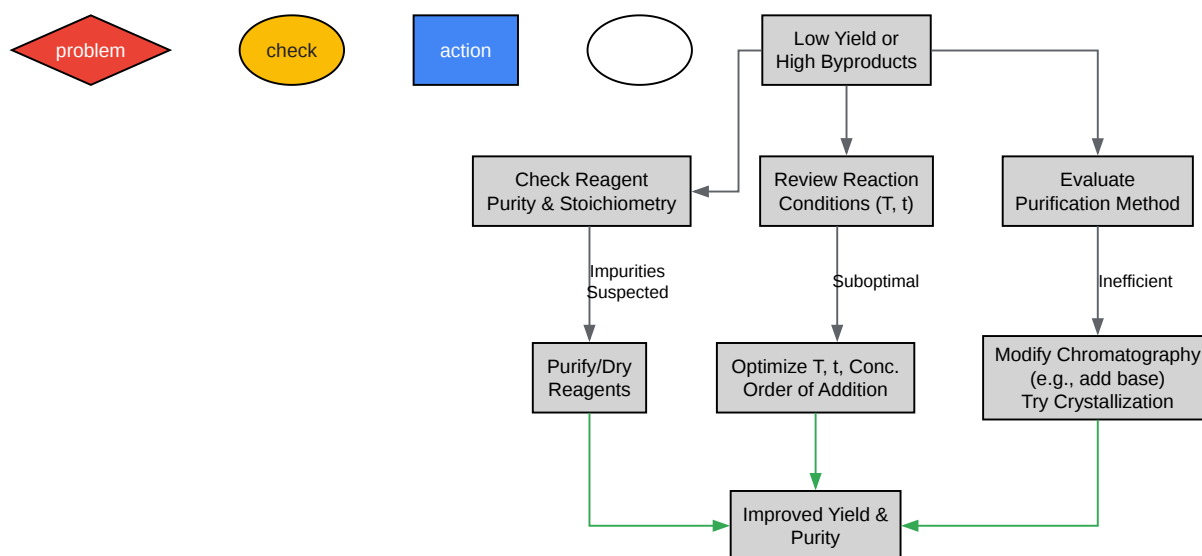 problem
check
action
Low Yield or
High Byproducts
Check Reagent
Purity & Stoichiometry
Review Reaction
Conditions (T, t)
Evaluate
Purification Method
Impurities
Suspected
Suboptimal
Inefficient
Purify/Dry
Reagents
Optimize T, t, Conc.
Order of Addition
Modify Chromatography
(e.g., add base)
Try Crystallization
Improved Yield &
Purity